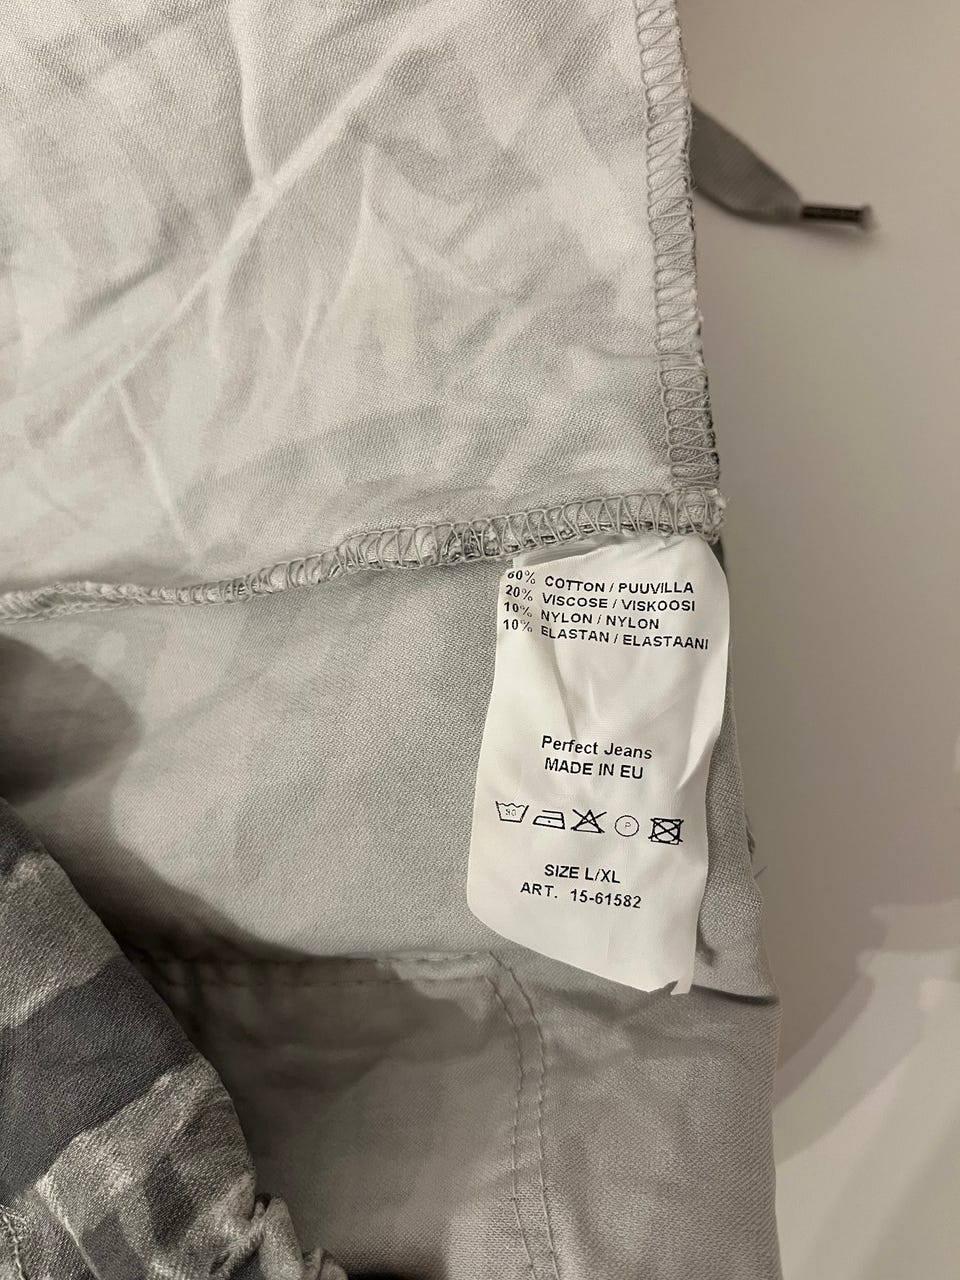 60% COTTON / PUUVILLA
20% VISCOSE / VISKOOSI
10% NYLON / NYLON
10% ELASTAN / ELASTAANI
Perfect Jeans
MADE IN EU
P
SIZE L/XL
ART. 15-61582